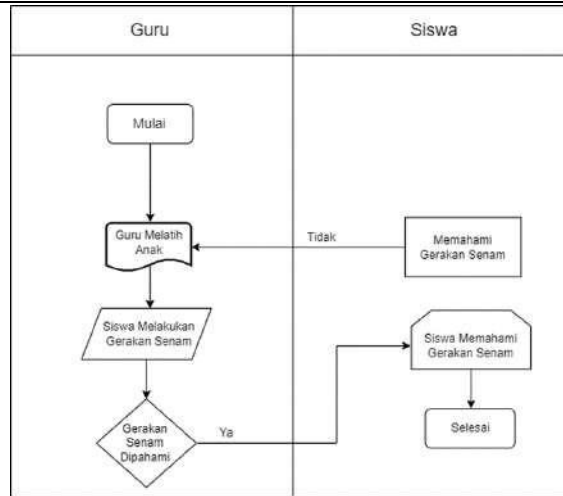 Guru
Siswa
Mulai
Guru Melatih
Anak
Tidak
Memahami
Gerakan Senam
Siswa Melakukan
Gerakan Senam
Siswa Memahami
Gerakan Senam
Gerakan
Senam
Dipahami
Ya
Selesai